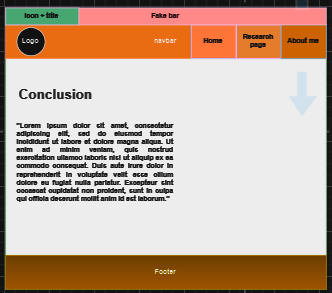 Icon + title
Fake bar
Logo
navbar
Home
Research
page
About me
Conclusion
"Lorem ipsum dolor sit amet, consectetur
adipiscing elit, sed do eiusmod tempor
incididunt ut labore et dolore magna aliqua. Ut
enim ad minim veniam, quis nostrud
exercitation ullamco laboris nisi ut aliquip ex ea
commodo consequat. Duis aute irure dolor in
reprehenderit in voluptate velit esse cillum
dolore eu fugiat nulla pariatur. Excepteur sint
occaecat cupidatat non proident, sunt in culpa
qui officia deserunt mollit anim id est laborum."
Footer